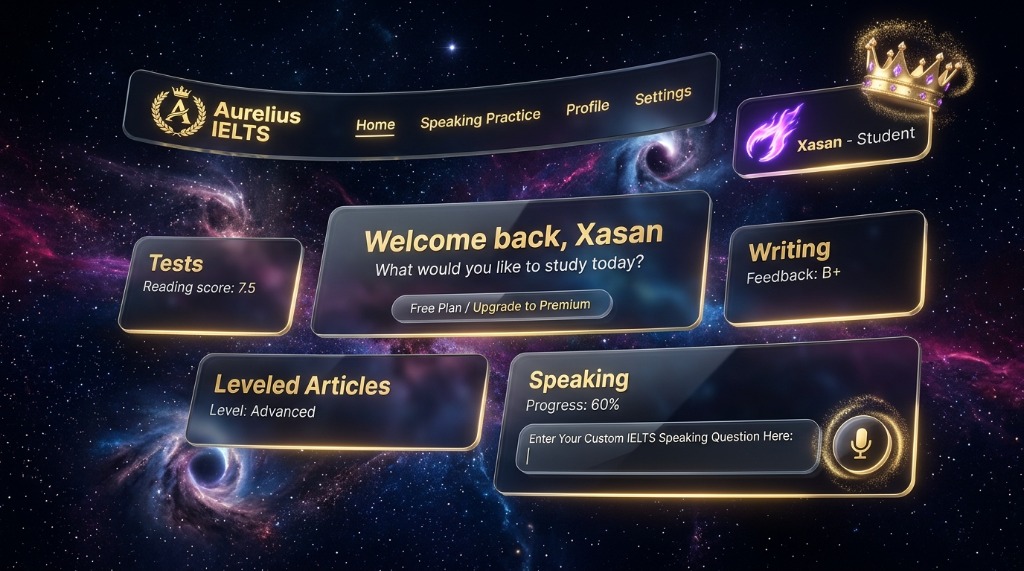 A
Aurelius
IELTS
Home
Speaking Practice
Profile
Settings
Xasan - Student
Welcome back, Xasan
What would you like to study today?
Free Plan / Upgrade to Premium
Tests
Reading score: 7.5
Writing
Feedback: B+
Leveled Articles
Level: Advanced
Speaking
Progress: 60%
Enter Your Custom IELTS Speaking Question Here: